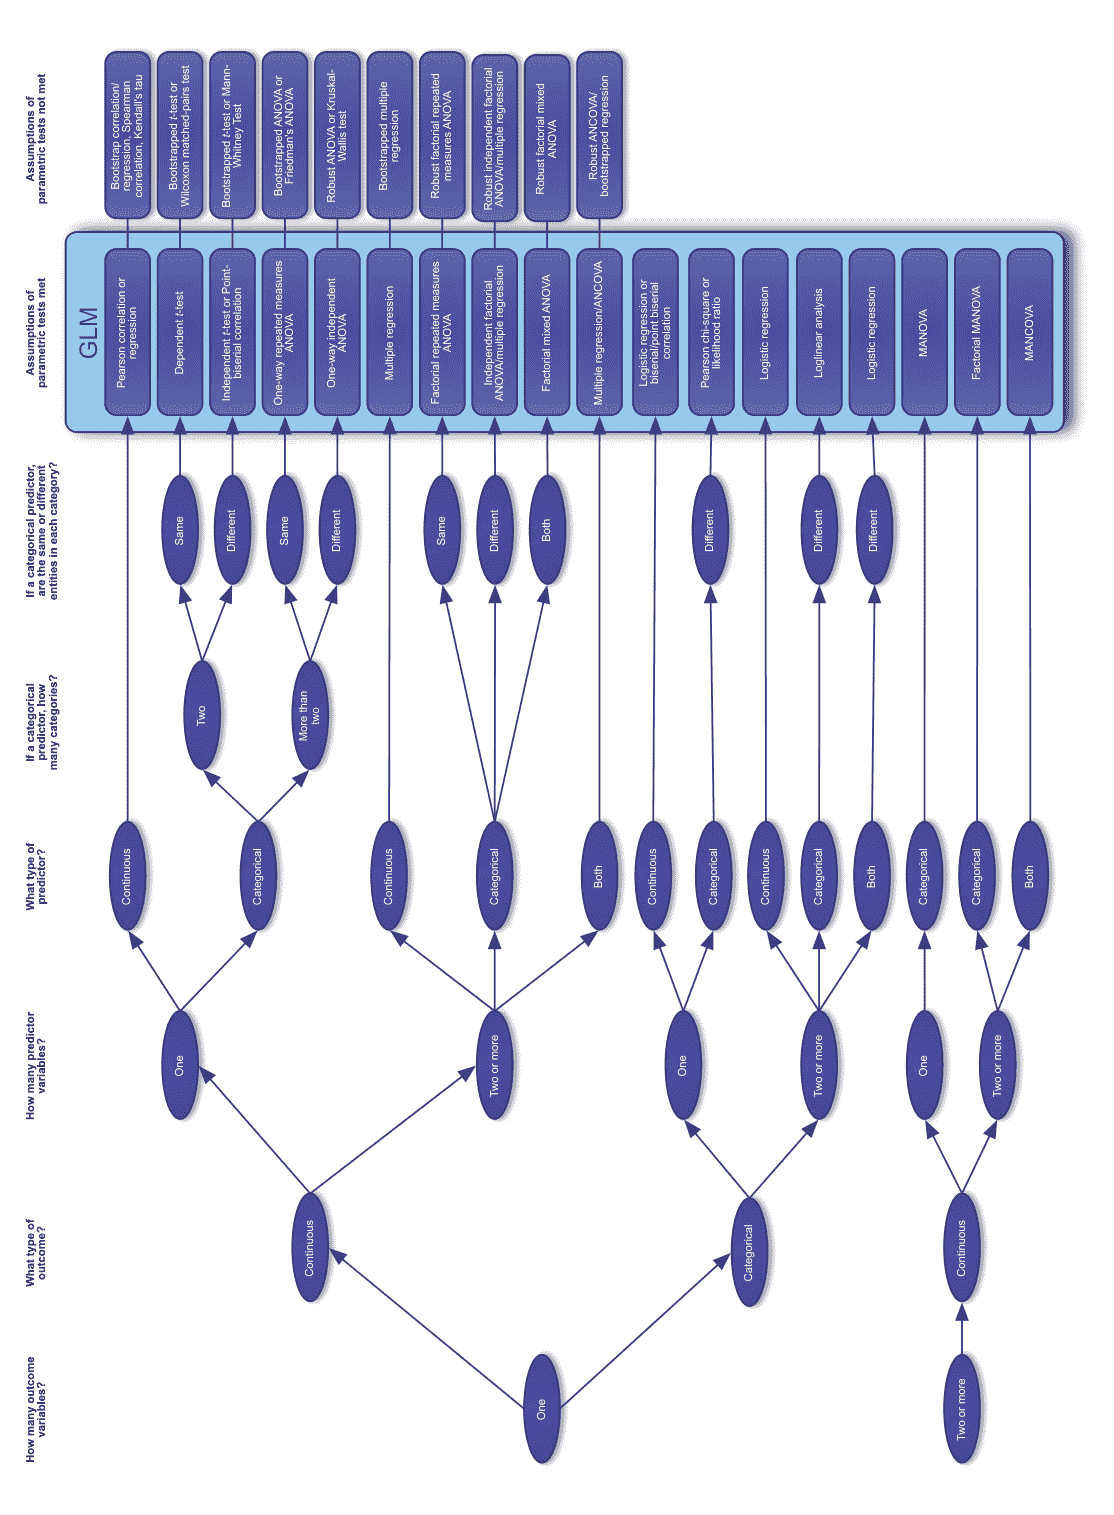 How many outcome
variables?
What type of
outcome?
How many predictor
variables?
What type of
predictor?
If a categorical
predictor, how
many categories?
If a categorical predictor,
are the same or different
entities in each category?
Assumptions of
parametric tests met
Assumptions of
parametric tests not met
One
Two or more
Continuous
Categorical
Continuous
One
Two or more
One
Two or more
One
Two or more
Continuous
Categorical
Continuous
Categorical
Both
Continuous
Categorical
Continuous
Categorical
Both
Categorical
Categorical
Both
Two
More than
two
Same
Different
Same
Different
Same
Different
Both
Different
Different
Different
GLM
Pearson correlation or
regression
Dependent t-test
Independent t-test or Point-
biserial correlation
One-way repeated measures
ANOVA
One-way independent
ANOVA
Multiple regression
Factorial repeated measures
ANOVA
Independent factorial
ANOVA/multiple regression
Factorial mixed ANOVA
Multiple regression/ANCOVA
Logistic regression or
biserial/point biserial
correlation
Pearson chi-square or
likelihood ratio
Logistic regression
Loglinear analysis
Logistic regression
MANOVA
Factorial MANOVA
MANCOVA
Bootstrap correlation/
regression, Spearman
correlation, Kendall's tau
Bootstrapped t-test or
Wilcoxon matched-pairs test
Bootstrapped t-test or Mann-
Whitney Test
Bootstrapped ANOVA or
Friedman's ANOVA
Robust ANOVA or Kruskal-
Wallis test
Bootstrapped multiple
regression
Robust factorial repeated
measures ANOVA
Robust independent factorial
ANOVA/multiple regression
Robust factorial mixed
ANOVA
Robust ANCOVA/
bootstrapped regression